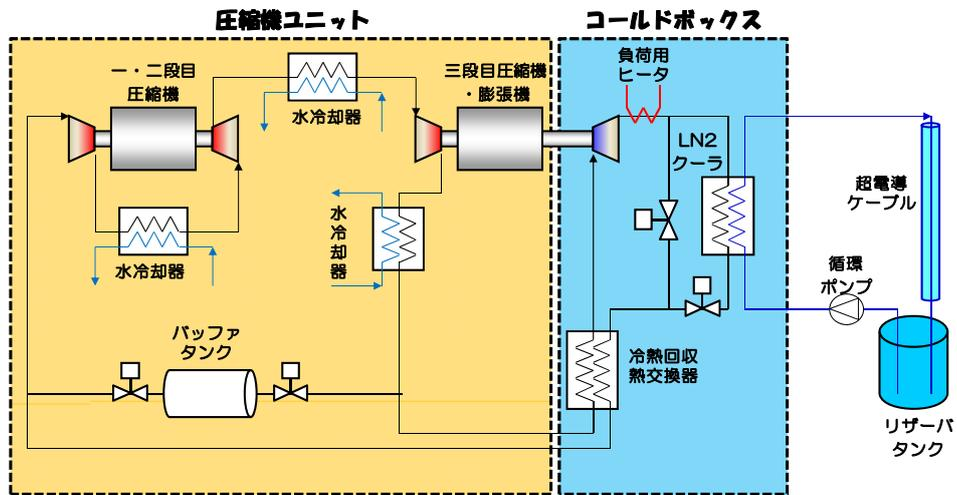 圧縮機ユニット
コールドボックス
一・二段目
圧縮機
水冷却器
三段目圧縮機
・膨張機
負荷用
ヒータ
LN2
クーラ
超電導
ケーブル
水冷却器
水冷却器
循環
ポンプ
バッファ
タンク
冷熱回収
熱交換器
リザーバ
タンク